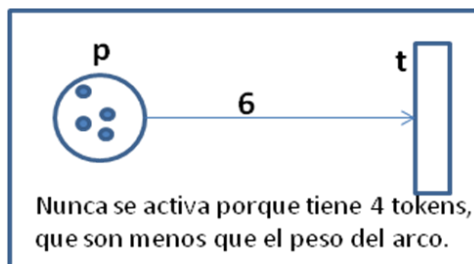 p
t
6
Nunca se activa porque tiene 4 tokens,
que son menos que el peso del arco.